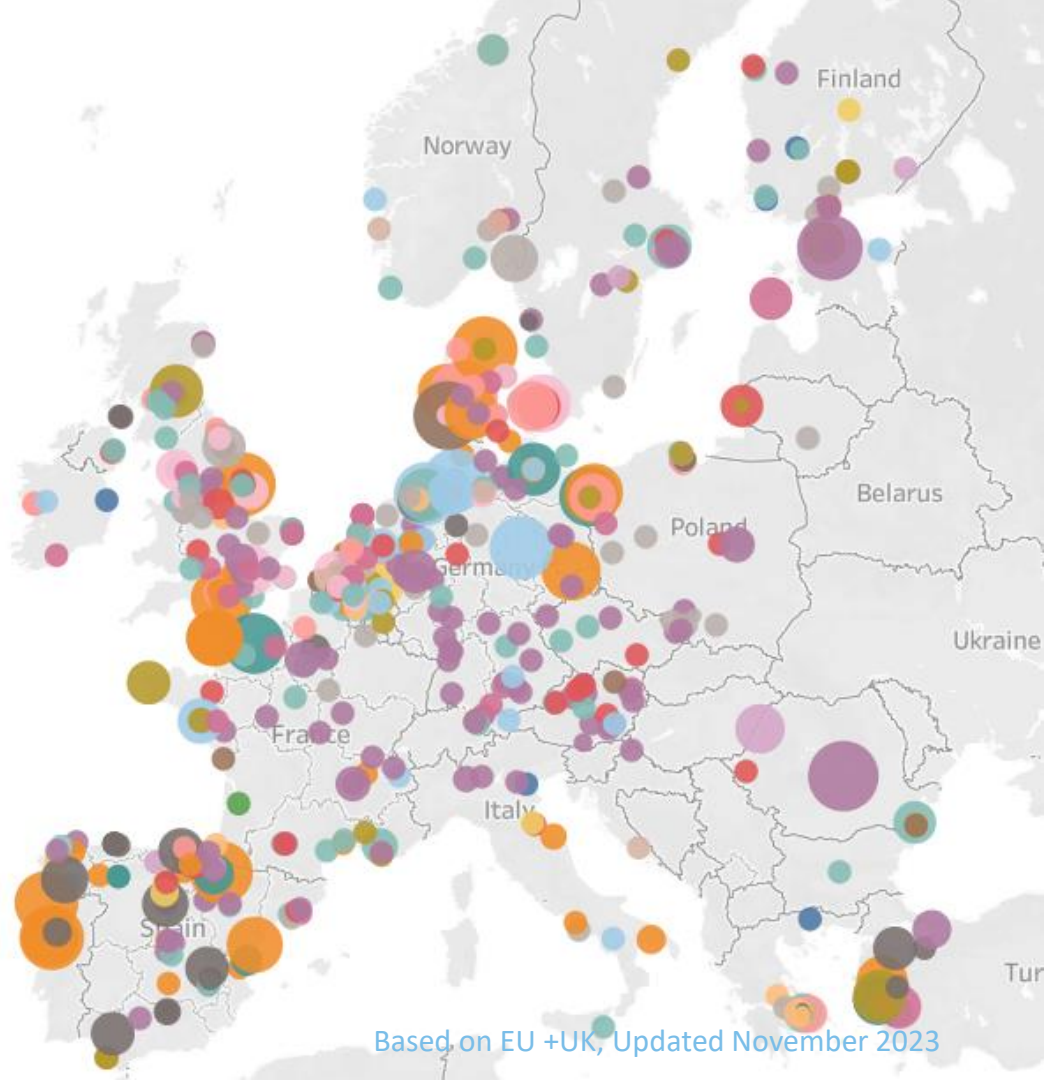 Finland
Norway
Belarus
Poland
Germany
Ukraine
France
Italy
Spain
Tur
Based on EU +UK, Updated November 2023